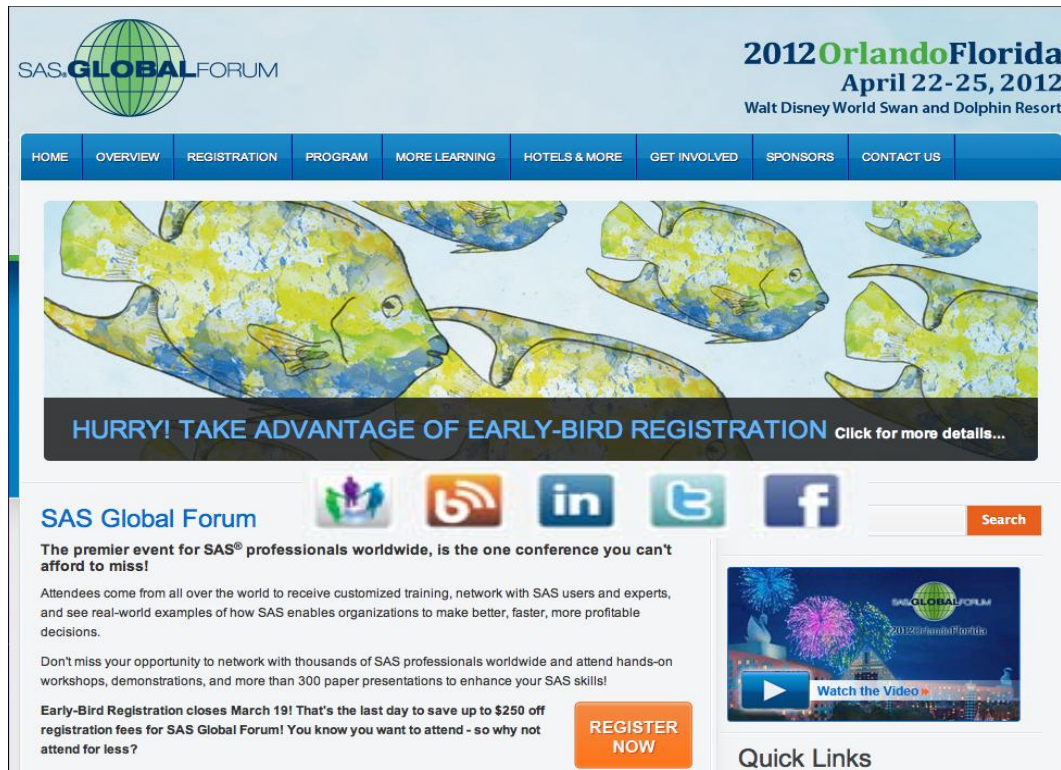 SAS®GLOBALFORUM
2012OrlandoFlorida
April 22-25, 2012
Walt Disney World Swan and Dolphin Resort
HOME OVERVIEW REGISTRATION PROGRAM MORE LEARNING HOTELS & MORE GET INVOLVED SPONSORS CONTACT US
HURRY! TAKE ADVANTAGE OF EARLY-BIRD REGISTRATION Click for more details...
in
Search
SAS Global Forum
The premier event for SAS® professionals worldwide, is the one conference you can't
afford to miss!
Attendees come from all over the world to receive customized training, network with SAS users and experts,
and see real-world examples of how SAS enables organizations to make better, faster, more profitable
decisions.
Don't miss your opportunity to network with thousands of SAS professionals worldwide and attend hands-on
workshops, demonstrations, and more than 300 paper presentations to enhance your SAS skills!
Early-Bird Registration closes March 19! That's the last day to save up to $250 off
registration fees for SAS Global Forum! You know you want to attend - so why not
attend for less?
REGISTER
NOW
SAS®GLOBALFORUM
2012OrlandoFlorida
Watch the Video »
Quick Links